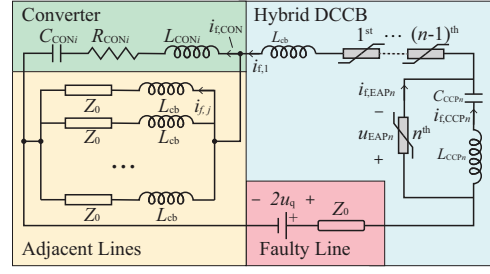 Converter
Hybrid DCCB
C_CONi R_CONi L_CONi i_f,CON L_cb 1st ... (n-1)th
i_f,1
Z_0 L_cb i_f,j
Z_0 L_cb
...
Z_0 L_cb
i_f,EAPn C_CCPn
− i_f,CCPn
u_EAPn nth
+ L_CCPn
− 2u_q + Z_0
+
Adjacent Lines
Faulty Line